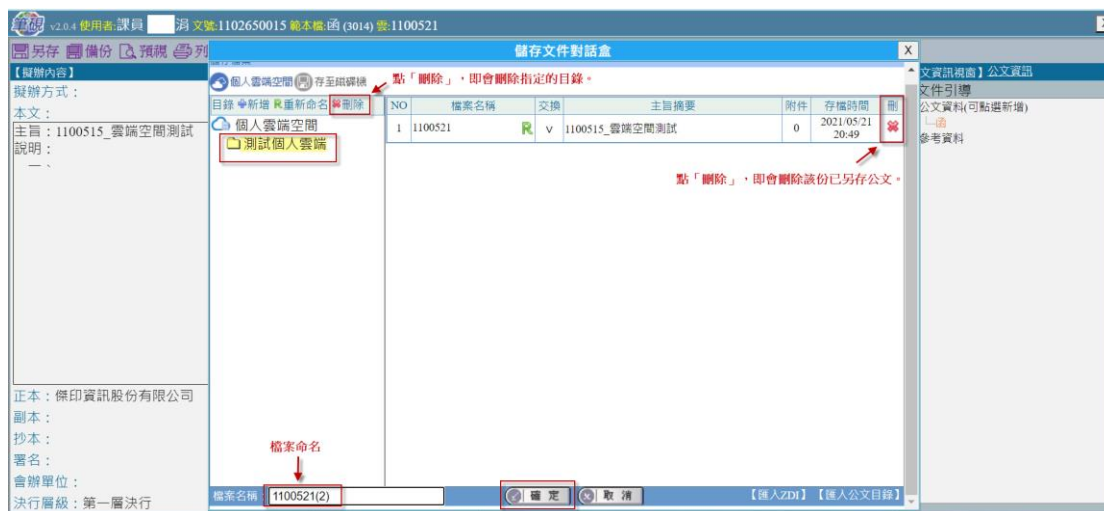 筆硯 v2.0.4 使用者:課員 涓 文號:1102650015 範本檔:函 (3014) 雲:1100521
另存 備份 預視 列
儲存文件對話盒 X
【擬辦內容】
擬辦方式：
本文：
主旨：1100515_雲端空間測試
說明：
一、
正本：傑印資訊股份有限公司
副本：
抄本：
署名：
會辦單位：
決行層級：第一層決行
個人雲端空間 存至磁碟機
點「刪除」，即會刪除指定的目錄。
目錄 新增 R重新命名 刪除
個人雲端空間
測試個人雲端
NO 檔案名稱 交換 主旨摘要 附件 存檔時間 刪
1 1100521 R v 1100515_雲端空間測試 0 2021/05/21
20:49
點「刪除」，即會刪除該份已另存公文。
檔案命名
檔案名稱 1100521(2) 確定 取消 【匯入ZDI】【匯入公文目錄】
文資訊視窗】公文資訊
文件引導
公文資料(可點選新增)
函
參考資料